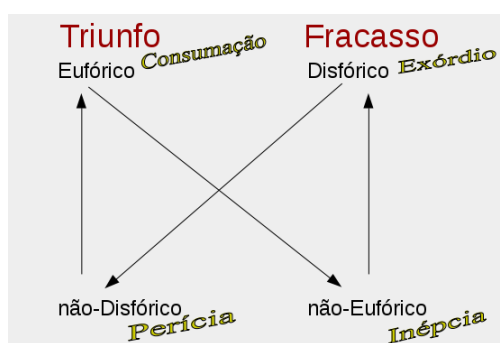 Triunfo Fracasso
Eufórico Consumação Disfórico Exórdio
não-Disfórico não-Eufórico
Perícia Inépcia